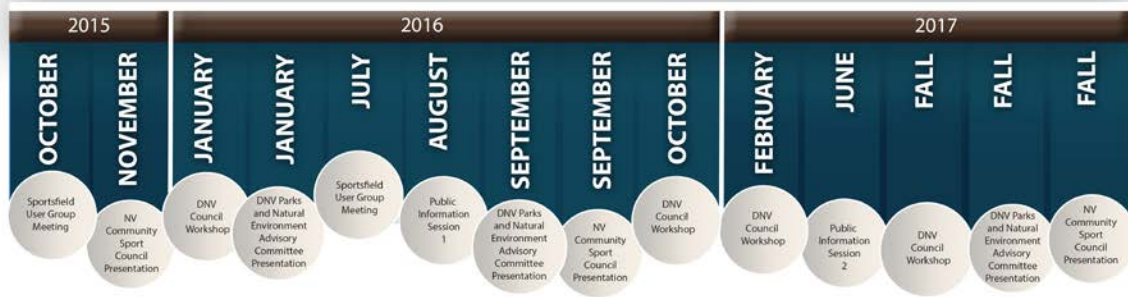 2015
2016
2017
OCTOBER
NOVEMBER
JANUARY
JANUARY
JULY
AUGUST
SEPTEMBER
SEPTEMBER
OCTOBER
FEBRUARY
JUNE
FALL
FALL
FALL
Sportsfield
User Group
Meeting
NV
Community
Sport
Council
Presentation
DNV
Council
Workshop
DNV Parks
and Natural
Environment
Advisory
Committee
Presentation
Sportsfield
User Group
Meeting
Public
Information
Session
1
DNV Parks
and Natural
Environment
Advisory
Committee
Presentation
NV
Community
Sport
Council
Presentation
DNV
Council
Workshop
DNV
Council
Workshop
Public
Information
Session
2
DNV
Council
Workshop
DNV Parks
and Natural
Environment
Advisory
Committee
Presentation
NV
Community
Sport
Council
Presentation